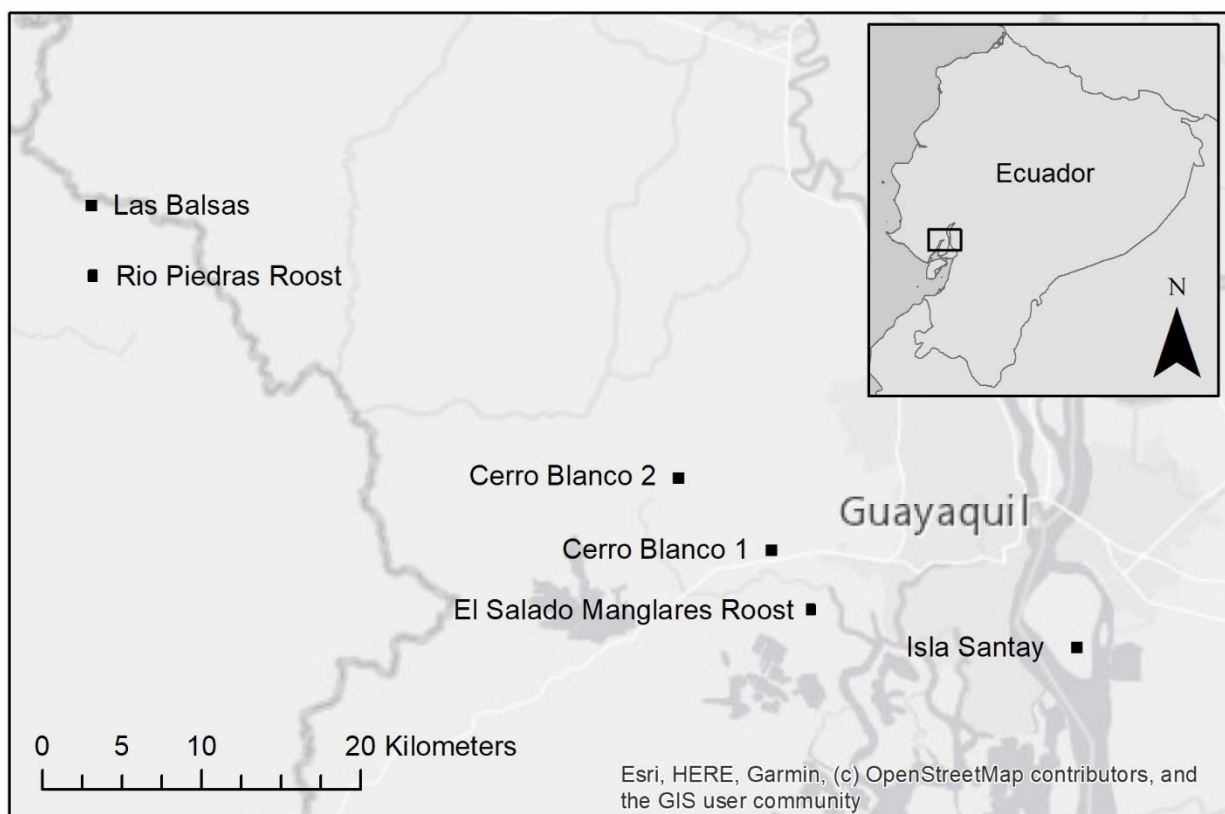 Ecuador
N
Las Balsas
Rio Piedras Roost
Cerro Blanco 2
Guayaquil
Cerro Blanco 1
El Salado Manglares Roost
Isla Santay
0 5 10 20 Kilometers
Esri, HERE, Garmin, (c) OpenStreetMap contributors, and
the GIS user community